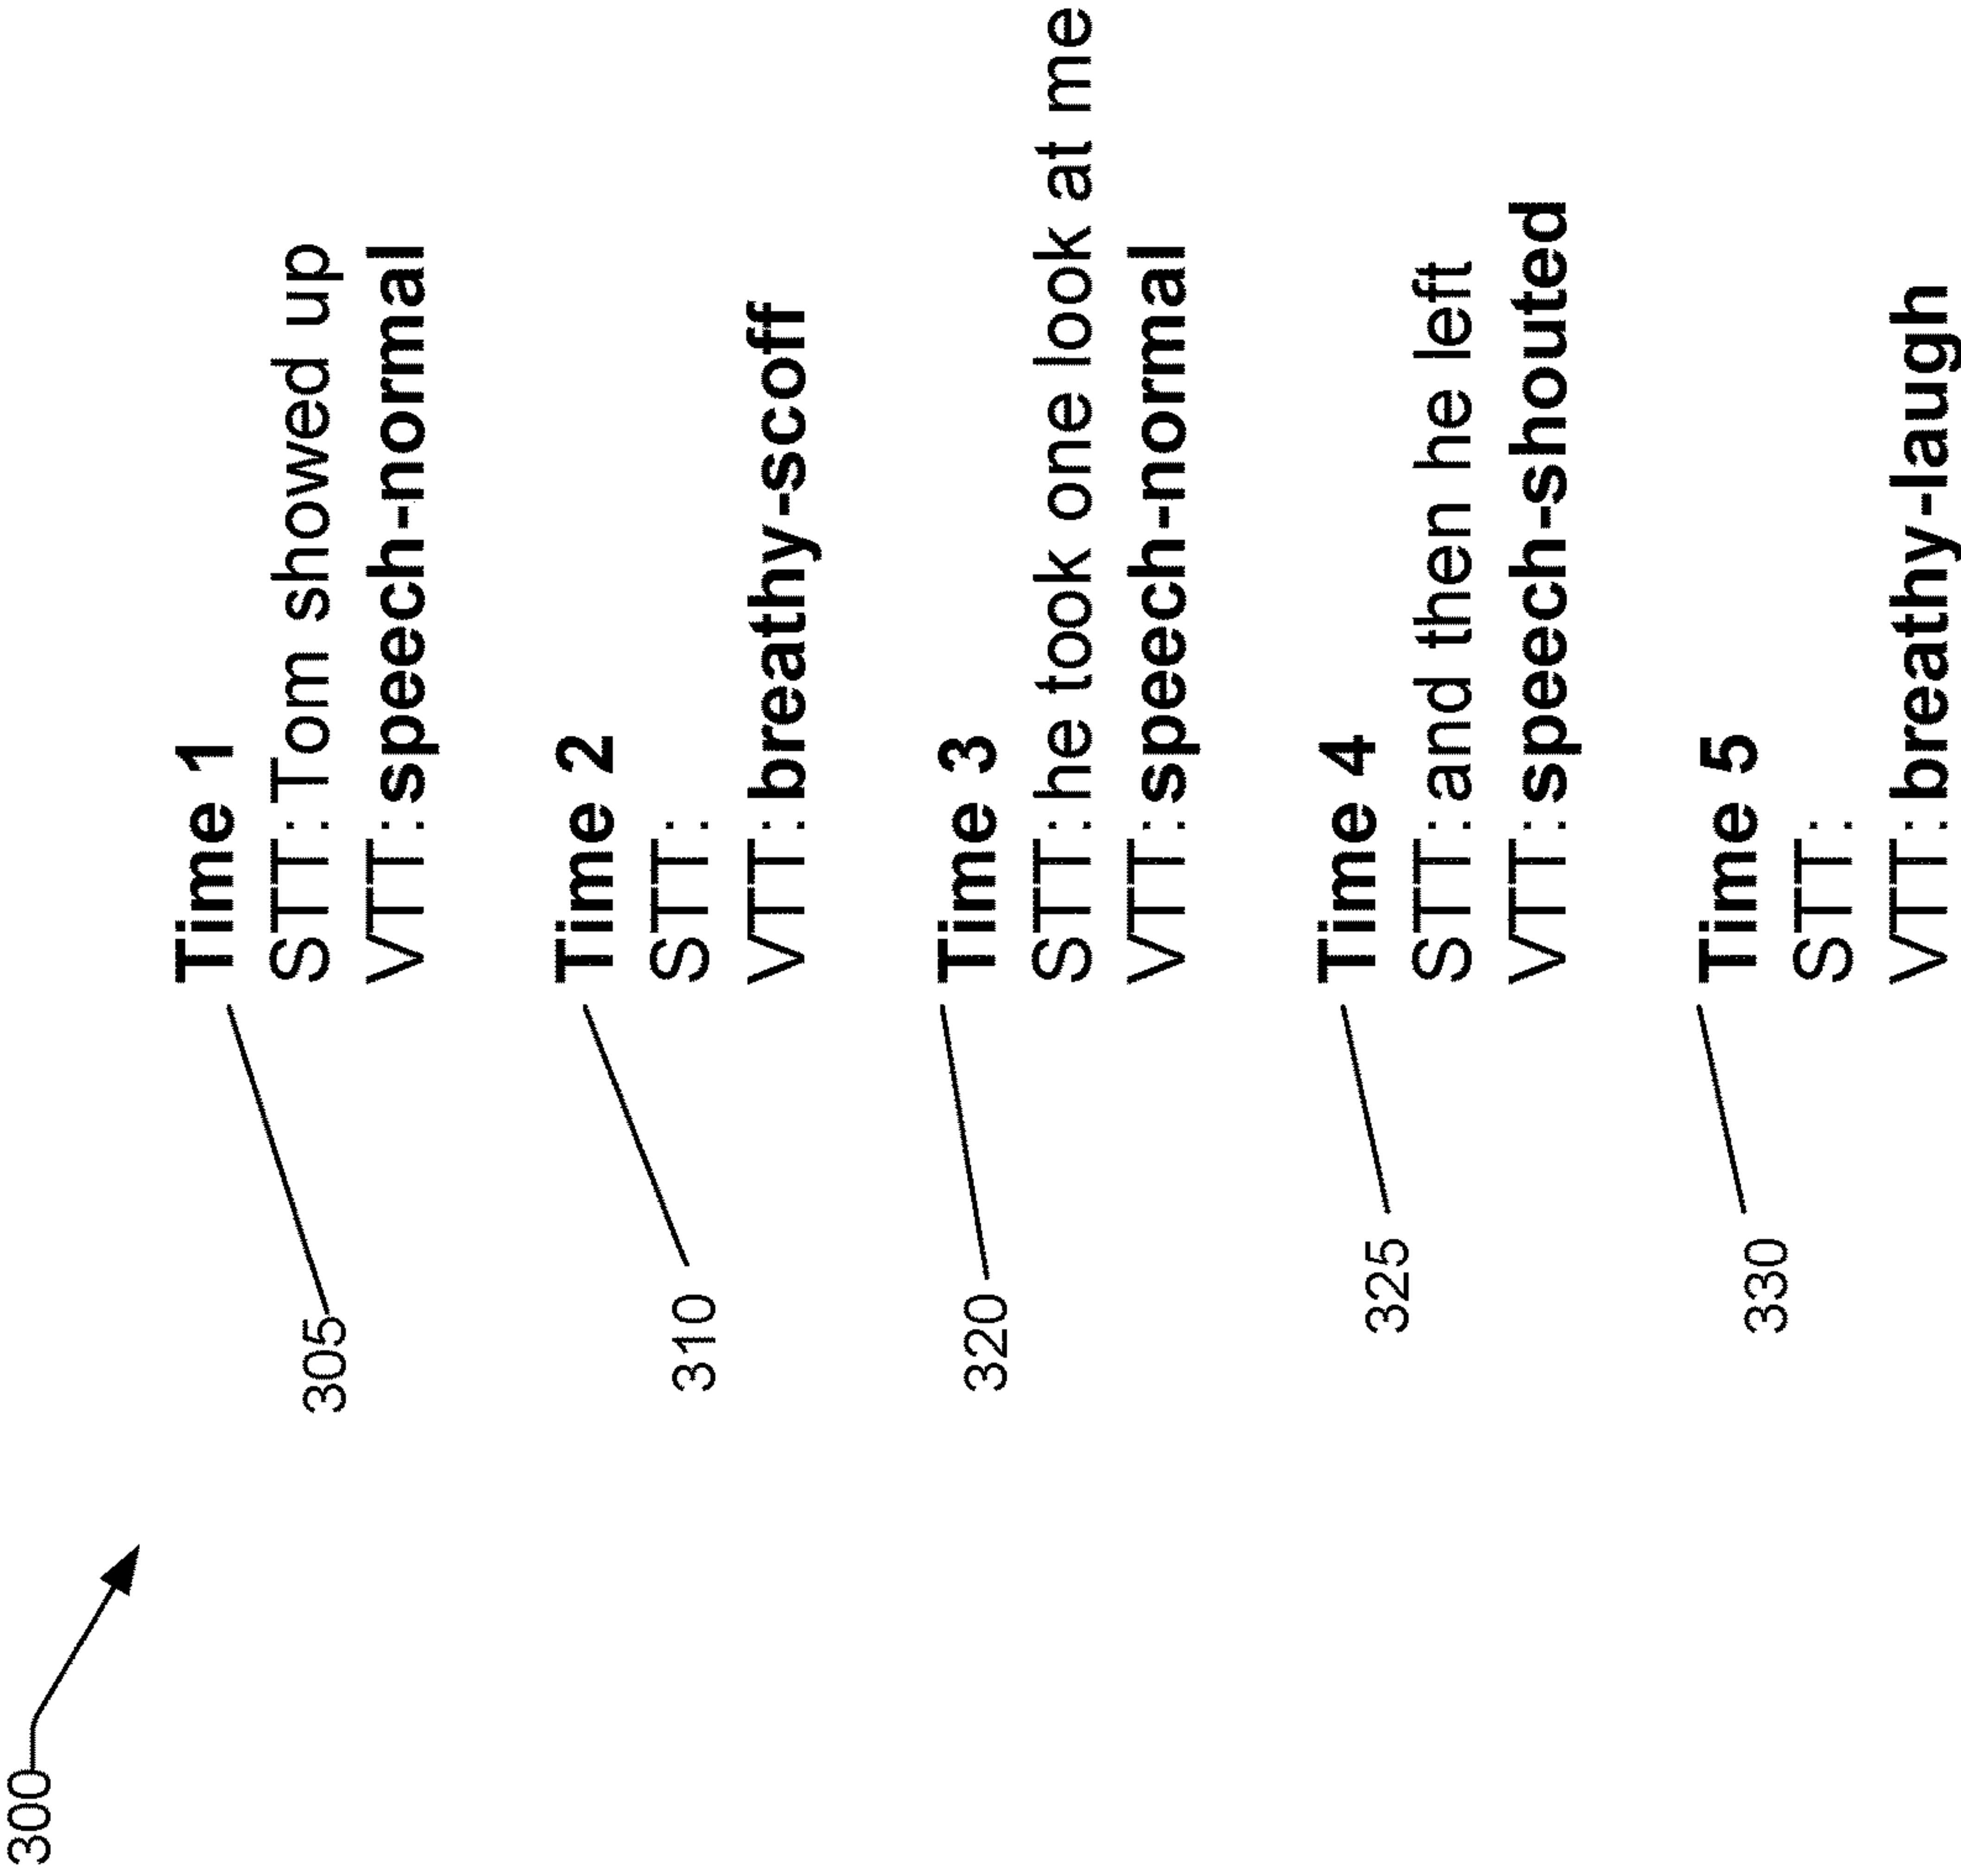 300
305
Time 1
STT: Tom showed up
VTT: speech-normal
310
Time 2
STT:
VTT: breathy-scoff
320
Time 3
STT: he took one look at me
VTT: speech-normal
325
Time 4
STT: and then he left
VTT: speech-shouted
330
Time 5
STT:
VTT: breathy-laugh